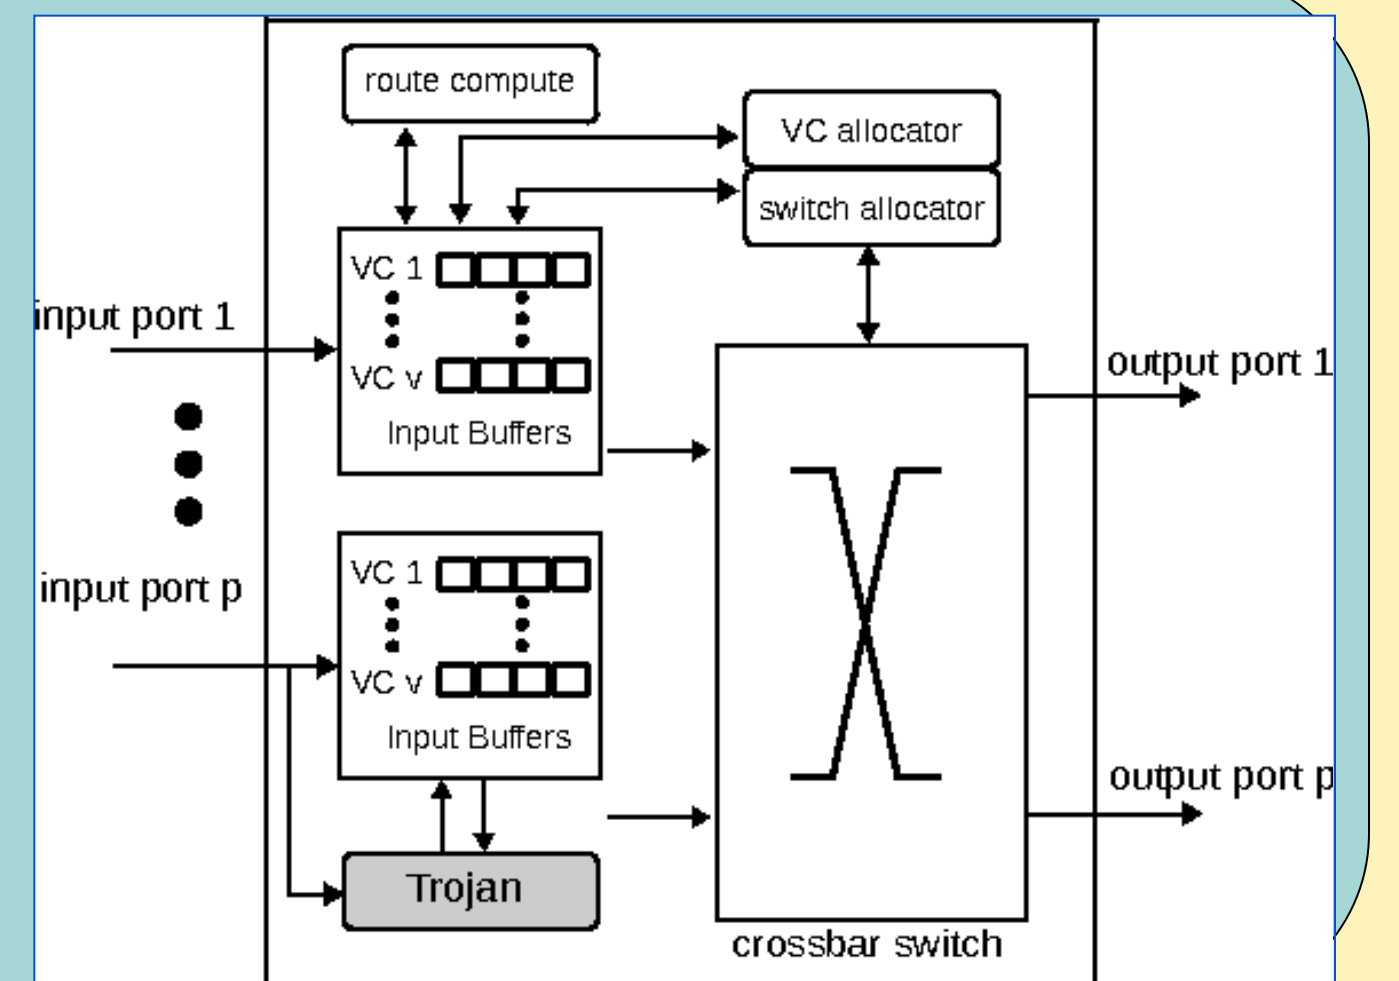 route compute
VC allocator
switch allocator
VC 1
VC v
Input Buffers
input port 1
output port 1
input port p
VC 1
VC v
Input Buffers
output port p
Trojan
crossbar switch